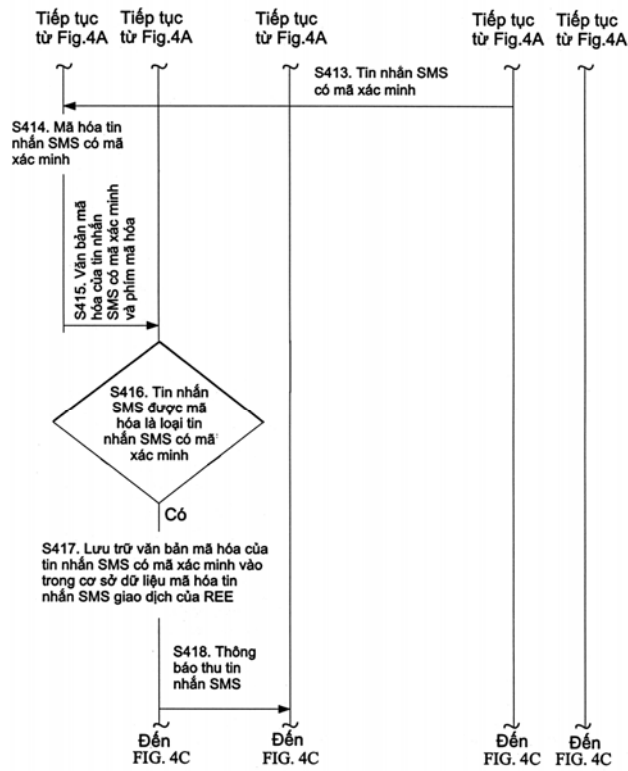 Tiếp tục
từ Fig.4A
Tiếp tục
từ Fig.4A
Tiếp tục
từ Fig.4A
Tiếp tục
từ Fig.4A
Tiếp tục
từ Fig.4A
S413. Tin nhắn SMS
có mã xác minh
S414. Mã hóa tin
nhắn SMS có mã
xác minh
S415. Văn bản mã
hóa của tin nhắn
SMS có mã xác minh
và phím mã hóa
S416. Tin nhắn
SMS được mã
hóa là loại tin
nhắn SMS có mã
xác minh
Có
S417. Lưu trữ văn bản mã hóa của
tin nhắn SMS có mã xác minh vào
trong cơ sở dữ liệu mã hóa tin
nhắn SMS giao dịch của REE
S418. Thông
báo thu tin
nhắn SMS
Đến
FIG. 4C
Đến
FIG. 4C
Đến
FIG. 4C
Đến
FIG. 4C